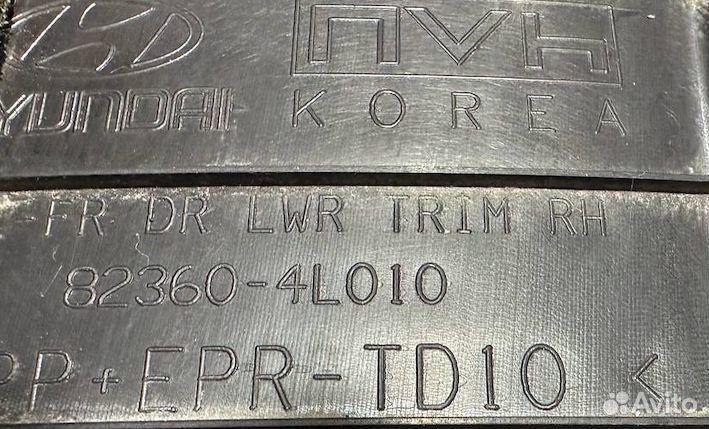 NVH
HYUNDAI KOREA
-FR DR LWR TRIM RH
82360-4L010
PP+EPR-TD10 <
Avito